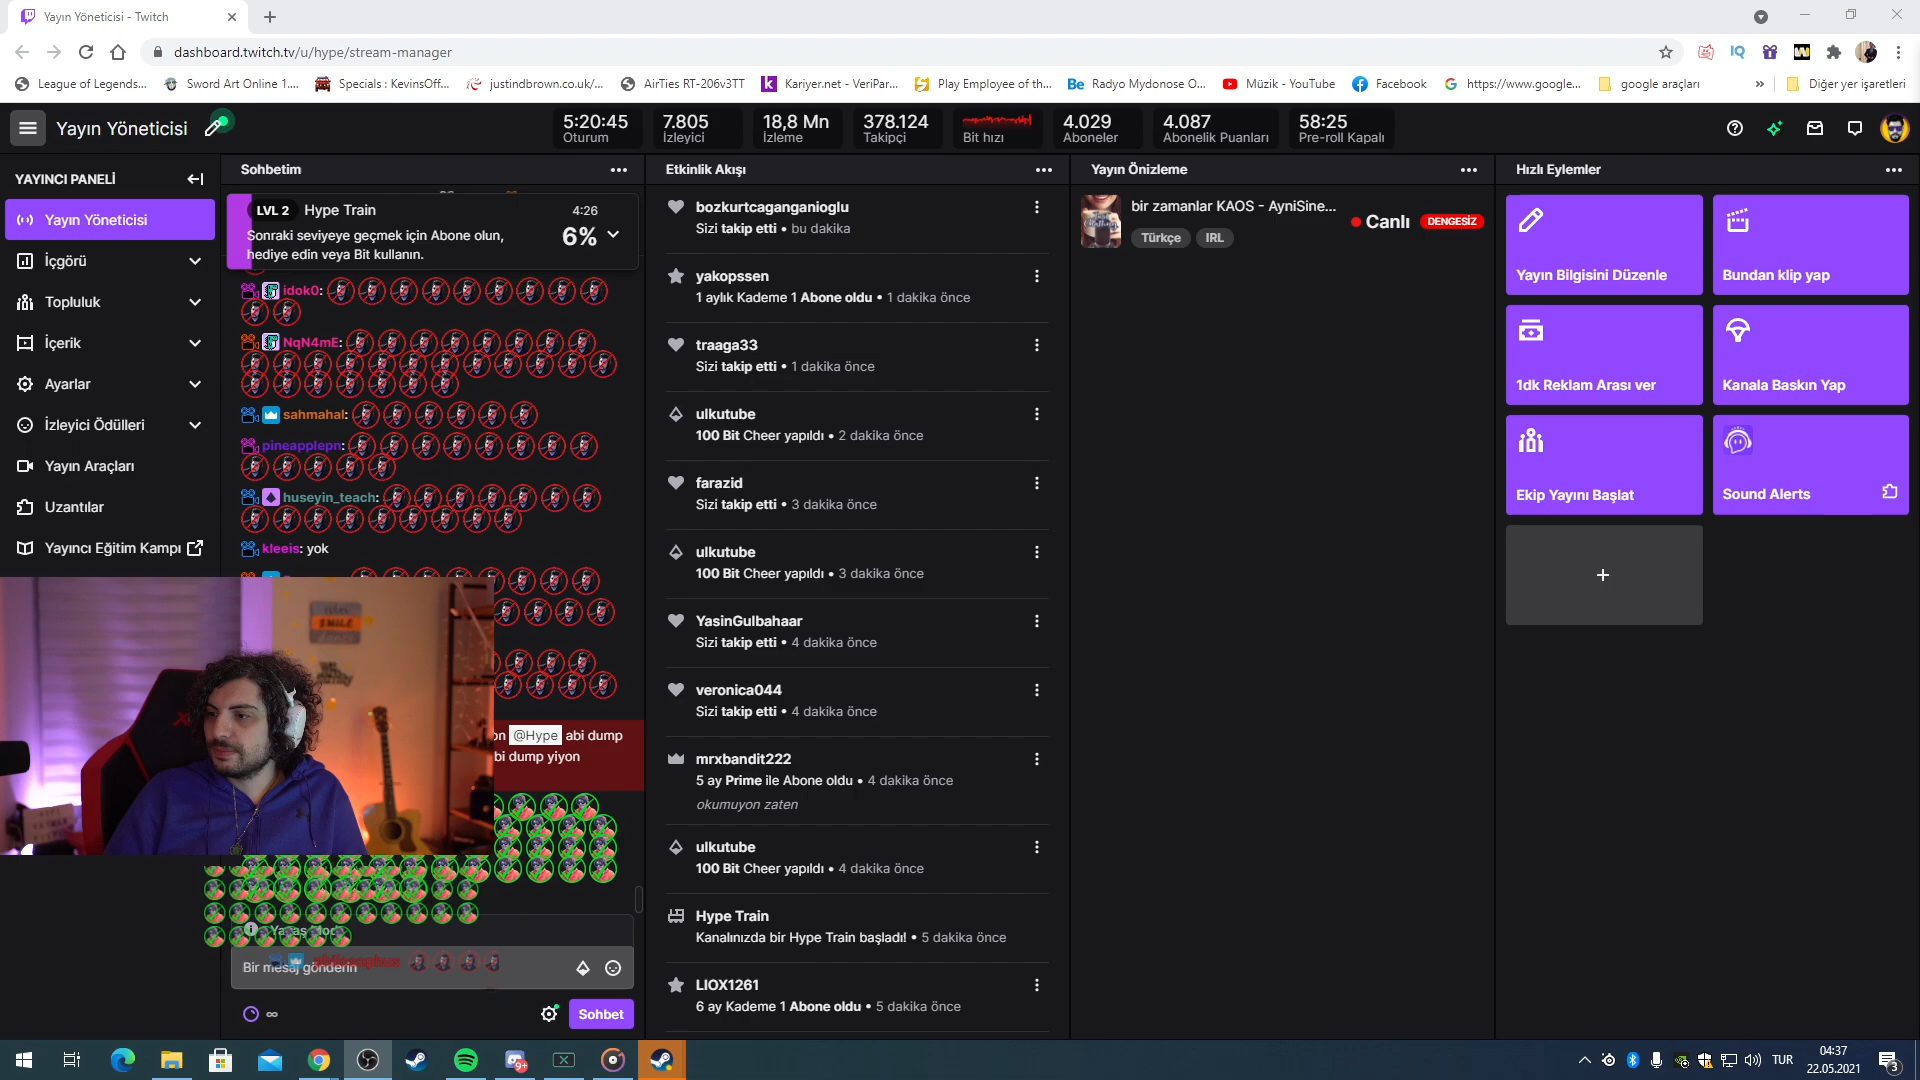 Yayın Yöneticisi - Twitch
dashboard.twitch.tv/u/hype/stream-manager
League of Legends...
Sword Art Online 1....
Specials : KevinsOff...
justindbrown.co.uk/...
AirTies RT-206v3TT
Kariyer.net - VeriPar...
Play Employee of th...
Radyo Mydonose O...
Müzik - YouTube
Facebook
https://www.google...
google araçları
»
Diğer yer işaretleri
Yayın Yöneticisi
5:20:45
Oturum
7.805
İzleyici
18,8 Mn
İzleme
378.124
Takipçi
Bit hızı
4.029
Aboneler
4.087
Abonelik Puanları
58:25
Pre-roll Kapalı
YAYINCI PANELİ
Yayın Yöneticisi
İçgörü
Topluluk
İçerik
Ayarlar
İzleyici Ödülleri
Yayın Araçları
Uzantılar
Yayıncı Eğitim Kampı
Sohbetim
LVL 2 Hype Train 4:26
Sonraki seviyeye geçmek için Abone olun,
hediye edin veya Bit kullanın.
6%
idok0:
NqN4mE:
sahmahal:
pineapplepn:
huseyin_teach:
kleeis: yok
on @Hype abi dump
bi dump yiyon
Bir mesaj gönderin
∞
Sohbet
Etkinlik Akışı
bozkurtcaganganioglu
Sizi takip etti • bu dakika
yakopssen
1 aylık Kademe 1 Abone oldu • 1 dakika önce
traaga33
Sizi takip etti • 1 dakika önce
ulkutube
100 Bit Cheer yapıldı • 2 dakika önce
farazid
Sizi takip etti • 3 dakika önce
ulkutube
100 Bit Cheer yapıldı • 3 dakika önce
YasinGulbahaar
Sizi takip etti • 4 dakika önce
veronica044
Sizi takip etti • 4 dakika önce
mrxbandit222
5 ay Prime ile Abone oldu • 4 dakika önce
okumuyon zaten
ulkutube
100 Bit Cheer yapıldı • 4 dakika önce
Hype Train
Kanalınızda bir Hype Train başladı! • 5 dakika önce
LIOX1261
6 ay Kademe 1 Abone oldu • 5 dakika önce
Yayın Önizleme
bir zamanlar KAOS - AyniSine...
Türkçe
IRL
Canlı
DENGESİZ
Hızlı Eylemler
Yayın Bilgisini Düzenle
Bundan klip yap
1dk Reklam Arası ver
Kanala Baskın Yap
Ekip Yayını Başlat
Sound Alerts
SMILE
9+
TUR
04:37
22.05.2021
3